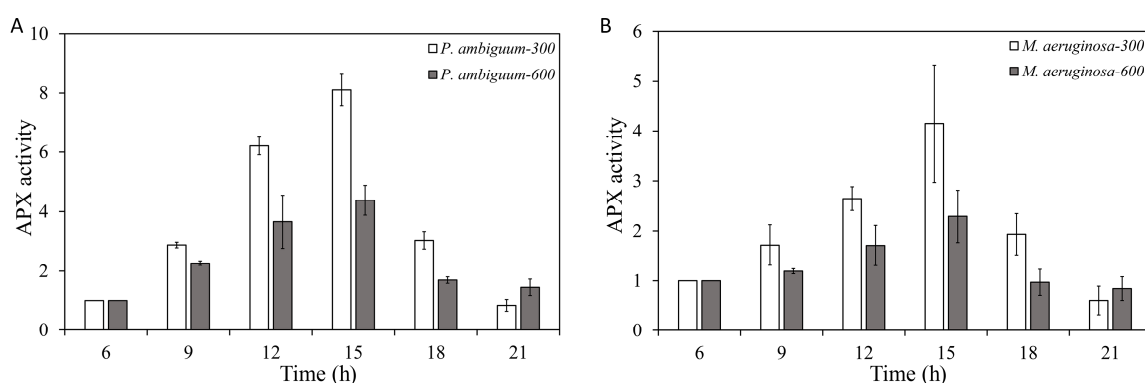 A
10
8
6
4
2
0
APX activity
P. ambiguum-300
P. ambiguum-600
6 9 12 15 18 21
Time (h)
B
6
5
4
3
2
1
0
APX activity
M. aeruginosa-300
M. aeruginosa-600
6 9 12 15 18 21
Time (h)